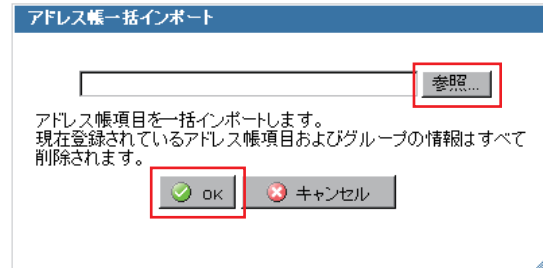 アドレス帳一括インポート
参照...
アドレス帳項目を一括インポートします。
現在登録されているアドレス帳項目およびグループの情報はすべて
削除されます。
OK キャンセル